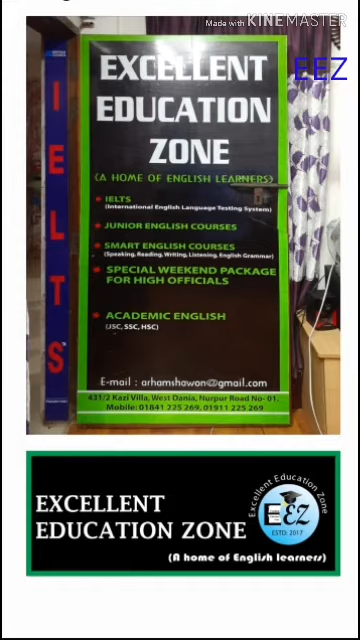 Made with KINEMASTER
EEZ
EXCELLENT
EDUCATION
ZONE
(A HOME OF ENGLISH LEARNERS)
IELTS
(International English Language Testing System)
JUNIOR ENGLISH COURSES
SMART ENGLISH COURSES
(Speaking, Reading, Writing, Listening, English Grammar)
SPECIAL WEEKEND PACKAGE
FOR HIGH OFFICIALS
ACADEMIC ENGLISH
(JSC, SSC, HSC)
E-mail : arhamshawon@gmail.com
431/2 Kazi Villa, West Dania, Nurpur Road No- 01.
Mobile: 01841 225 269, 01911 225 269
I
E
L
T
S
EXCELLENT
EDUCATION ZONE
(A home of English learners)
Excellent Education Zone
EEZ
ESTD: 2017